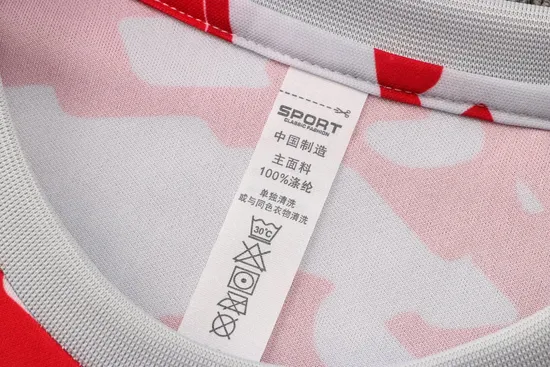 SPORT
CLASSIC FASHION
中国制造
主面料
100%涤纶
单独清洗
或与同色衣物清洗
30℃